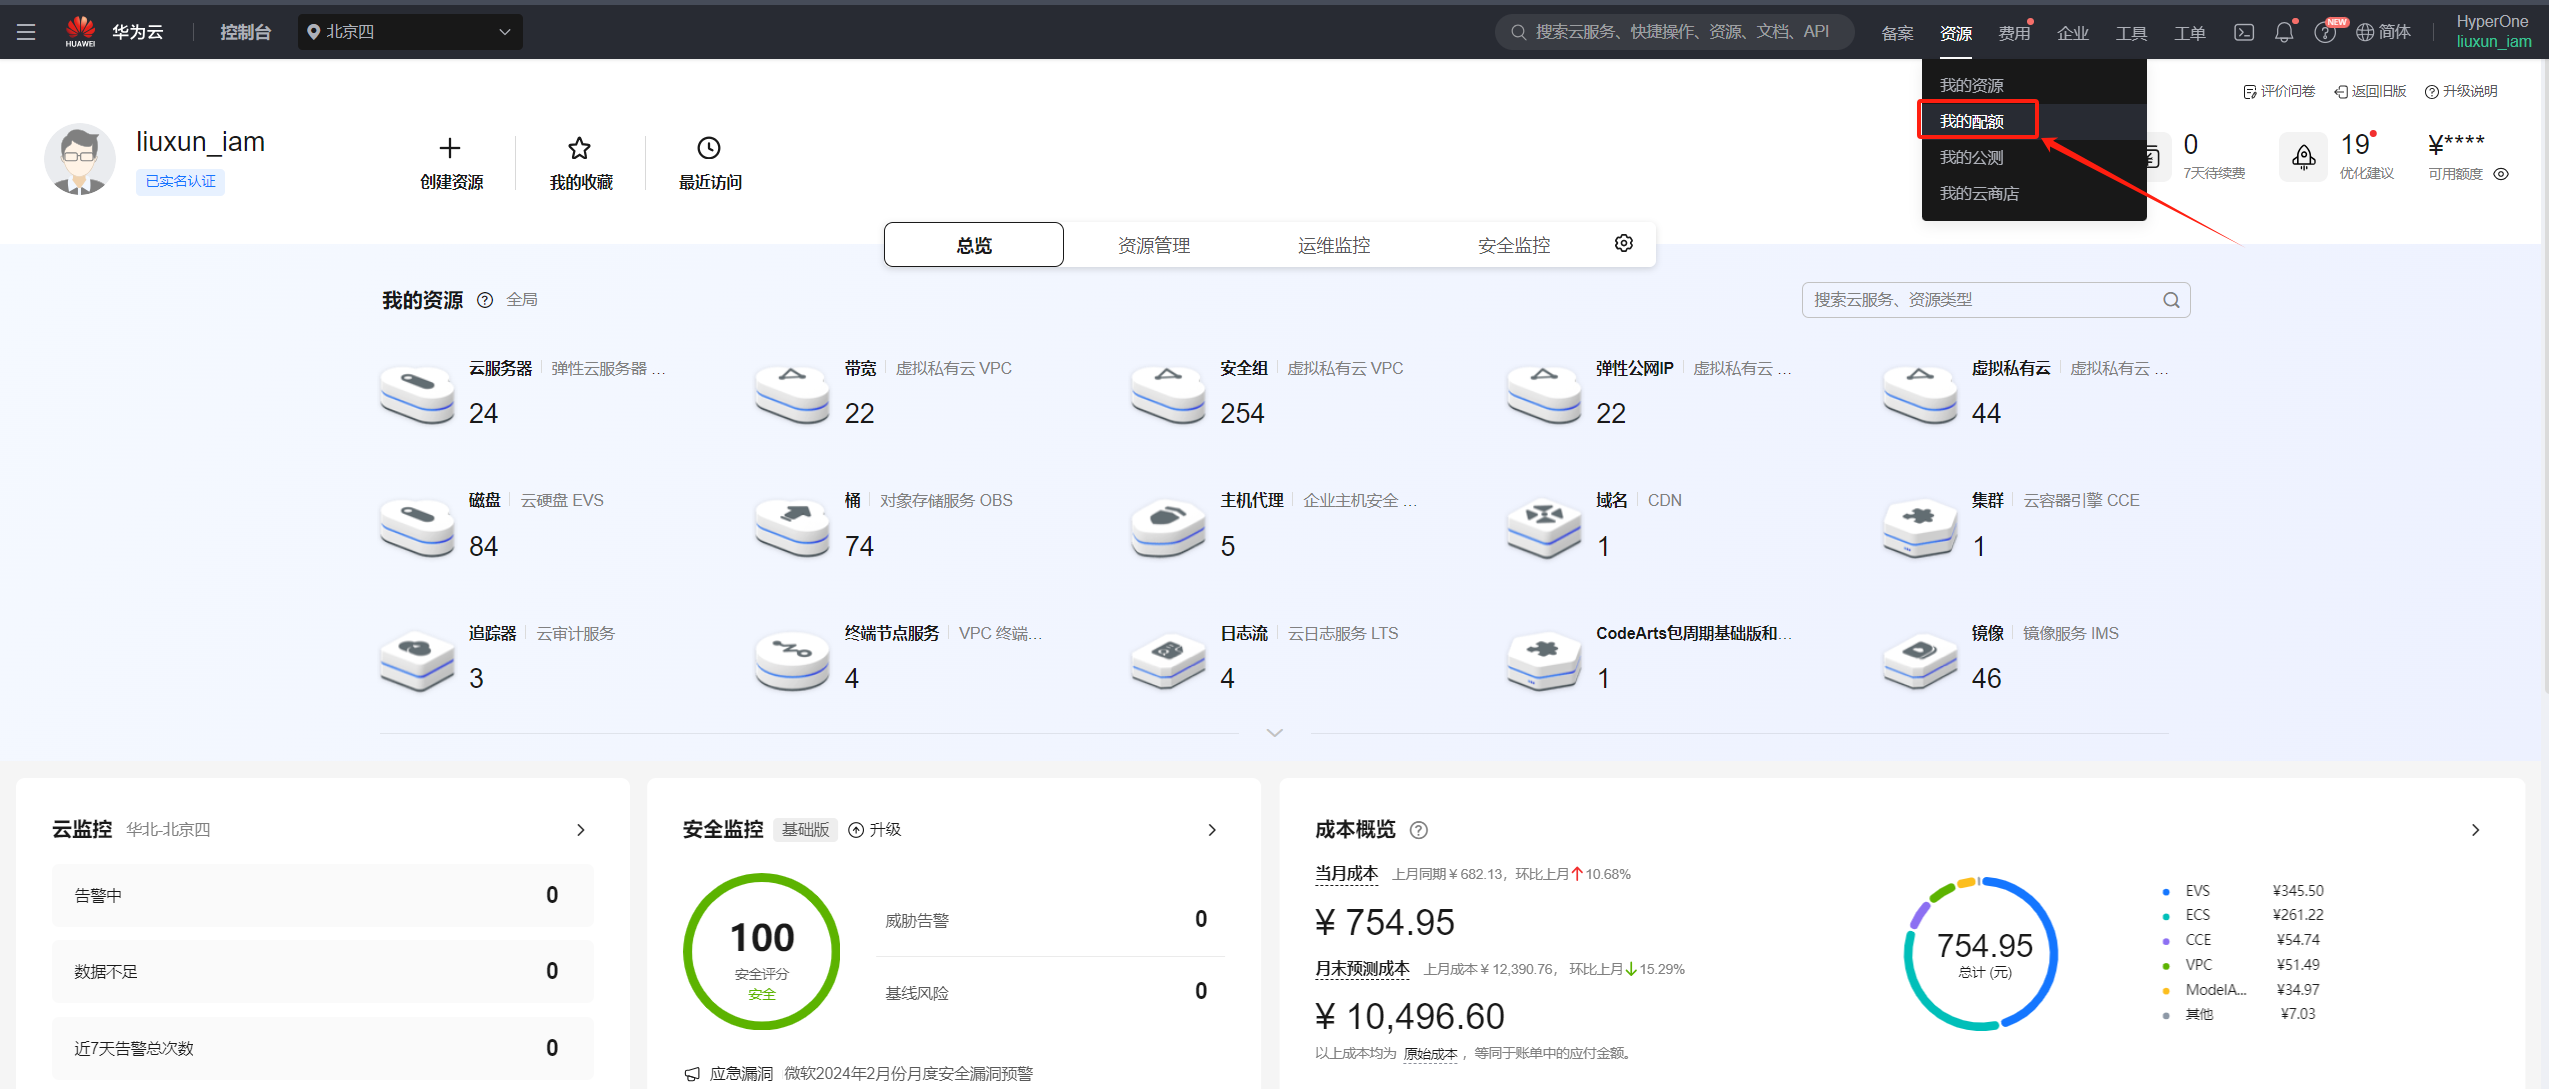 HUAWEI 华为云 控制台 北京四 搜索云服务、快捷操作、资源、文档、API 备案 资源 费用 企业 工具 工单 NEW 简体 HyperOne
liuxun_iam
我的资源
我的配额
我的公测
我的云商店
评价问卷 返回旧版 升级说明
liuxun_iam
已实名认证
创建资源 我的收藏 最近访问
0
7天待续费
19
优化建议
¥****
可用额度
总览 资源管理 运维监控 安全监控
我的资源 全局 搜索云服务、资源类型
云服务器 弹性云服务器 ...
24
带宽 虚拟私有云 VPC
22
安全组 虚拟私有云 VPC
254
弹性公网IP 虚拟私有云 ...
22
虚拟私有云 虚拟私有云 ...
44
磁盘 云硬盘 EVS
84
桶 对象存储服务 OBS
74
主机代理 企业主机安全 ...
5
域名 CDN
1
集群 云容器引擎 CCE
1
追踪器 云审计服务
3
终端节点服务 VPC 终端...
4
日志流 云日志服务 LTS
4
CodeArts包周期基础版和...
1
镜像 镜像服务 IMS
46
云监控 华北-北京四
告警中 0
数据不足 0
近7天告警总次数 0
安全监控 基础版 升级
100
安全评分
安全
威胁告警 0
基线风险 0
应急漏洞 微软2024年2月份月度安全漏洞预警
成本概览
当月成本 上月同期¥682.13，环比上月10.68%
¥ 754.95
月末预测成本 上月成本¥12,390.76， 环比上月15.29%
¥ 10,496.60
以上成本均为 原始成本 ，等同于账单中的应付金额。
754.95
总计 (元)
EVS ¥345.50
ECS ¥261.22
CCE ¥54.74
VPC ¥51.49
ModelA... ¥34.97
其他 ¥7.03